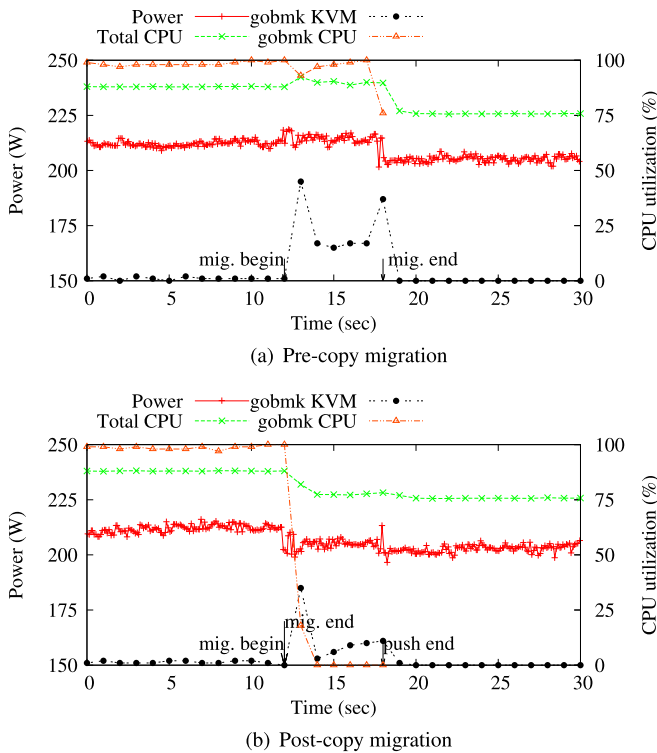 Power gobmk KVM
Total CPU gobmk CPU
250 100
225 75
200 50
175 25
mig. begin mig. end
150 0
0 5 10 15 20 25 30
Power (W)
CPU utilization (%)
Time (sec)
(a) Pre-copy migration
Power gobmk KVM
Total CPU gobmk CPU
250 100
225 75
200 50
175 25
mig. end
mig. begin push end
150 0
0 5 10 15 20 25 30
Power (W)
CPU utilization (%)
Time (sec)
(b) Post-copy migration